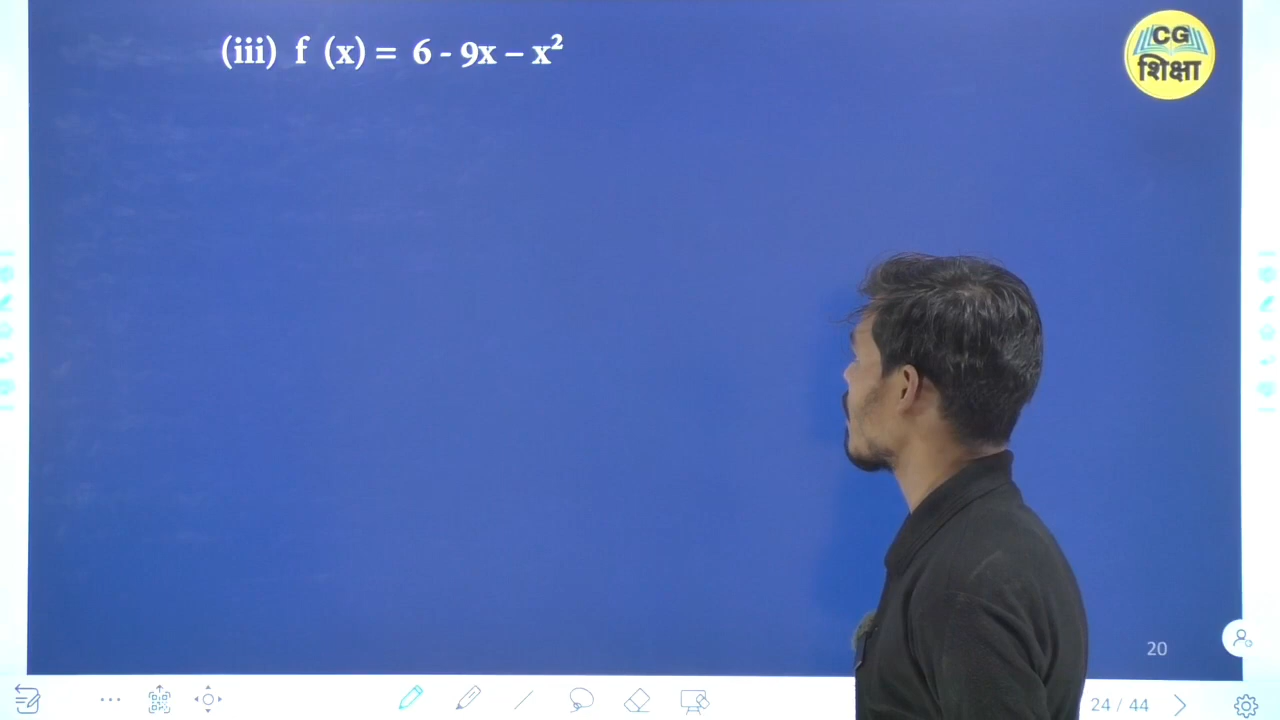 (iii) f (x) = 6 - 9x – x²
CG
शिक्षा
20
24 / 44